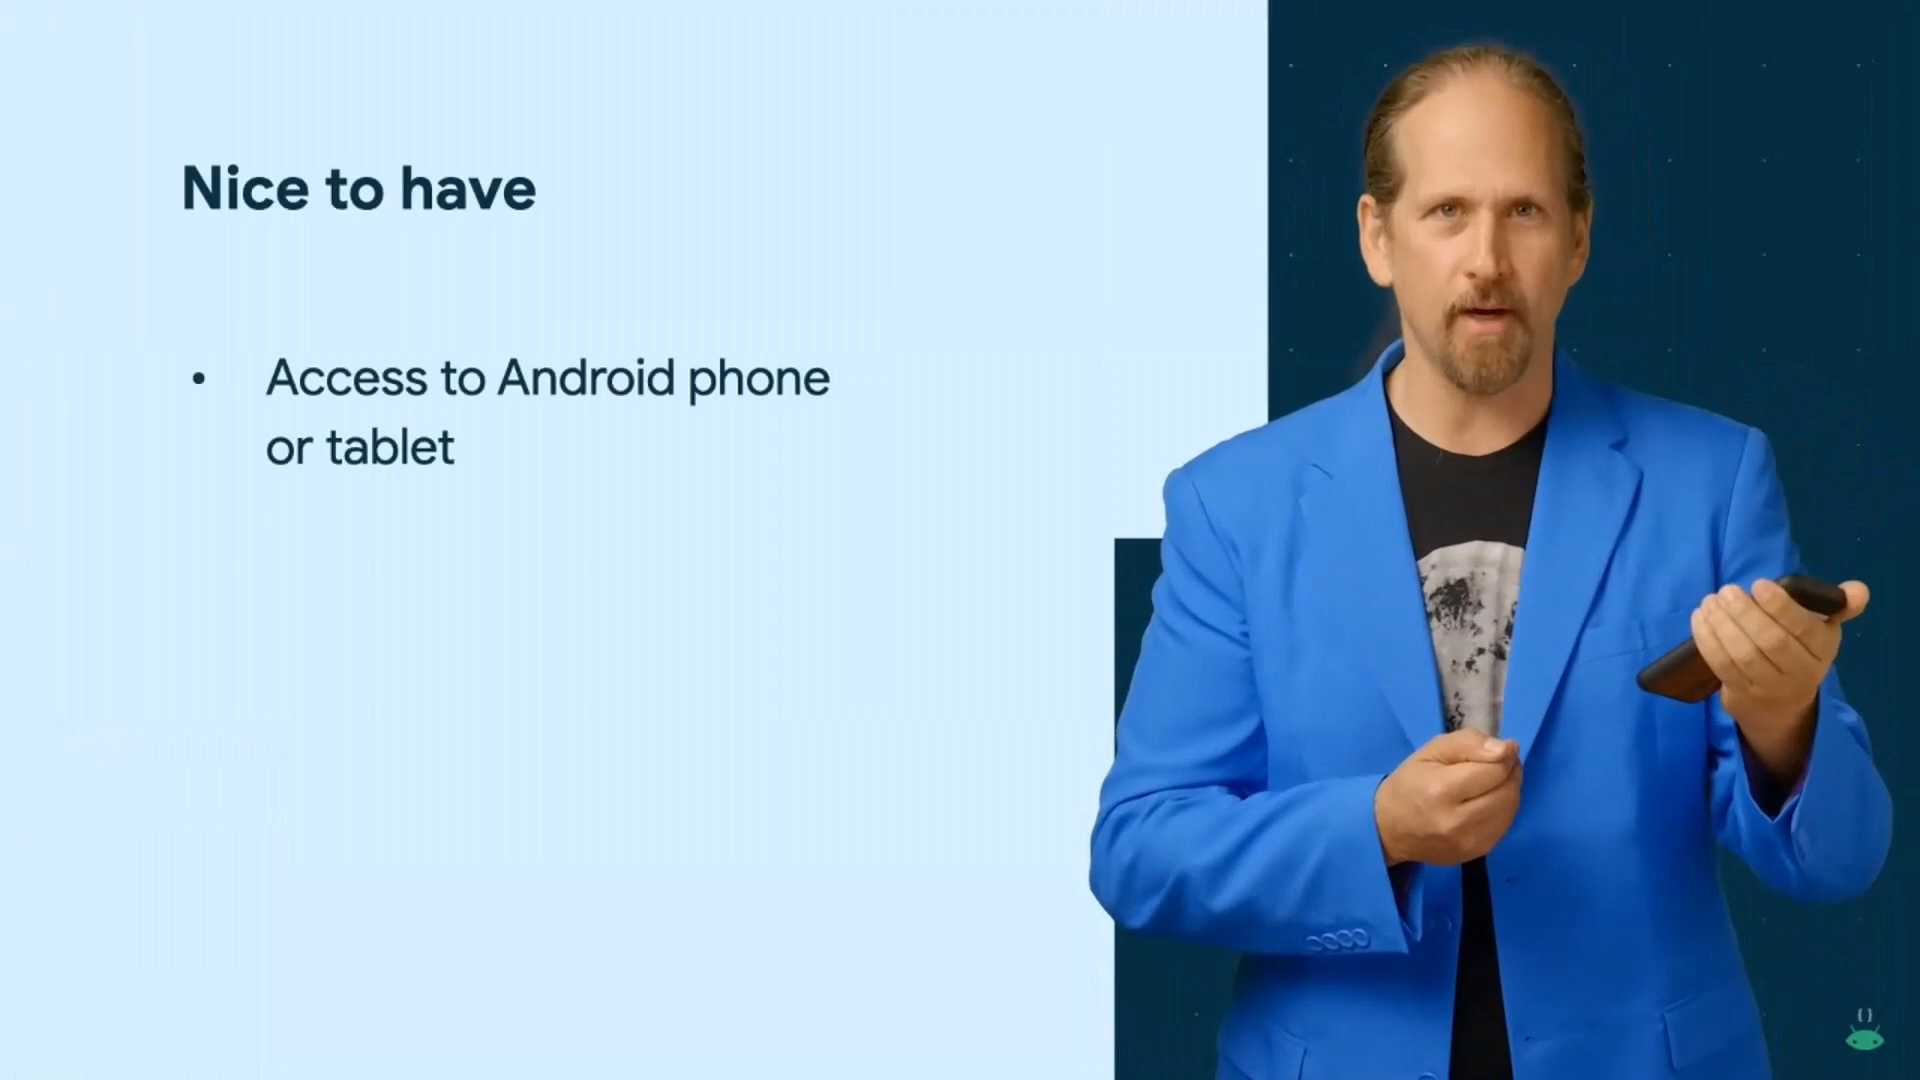 Nice to have
• Access to Android phone
or tablet